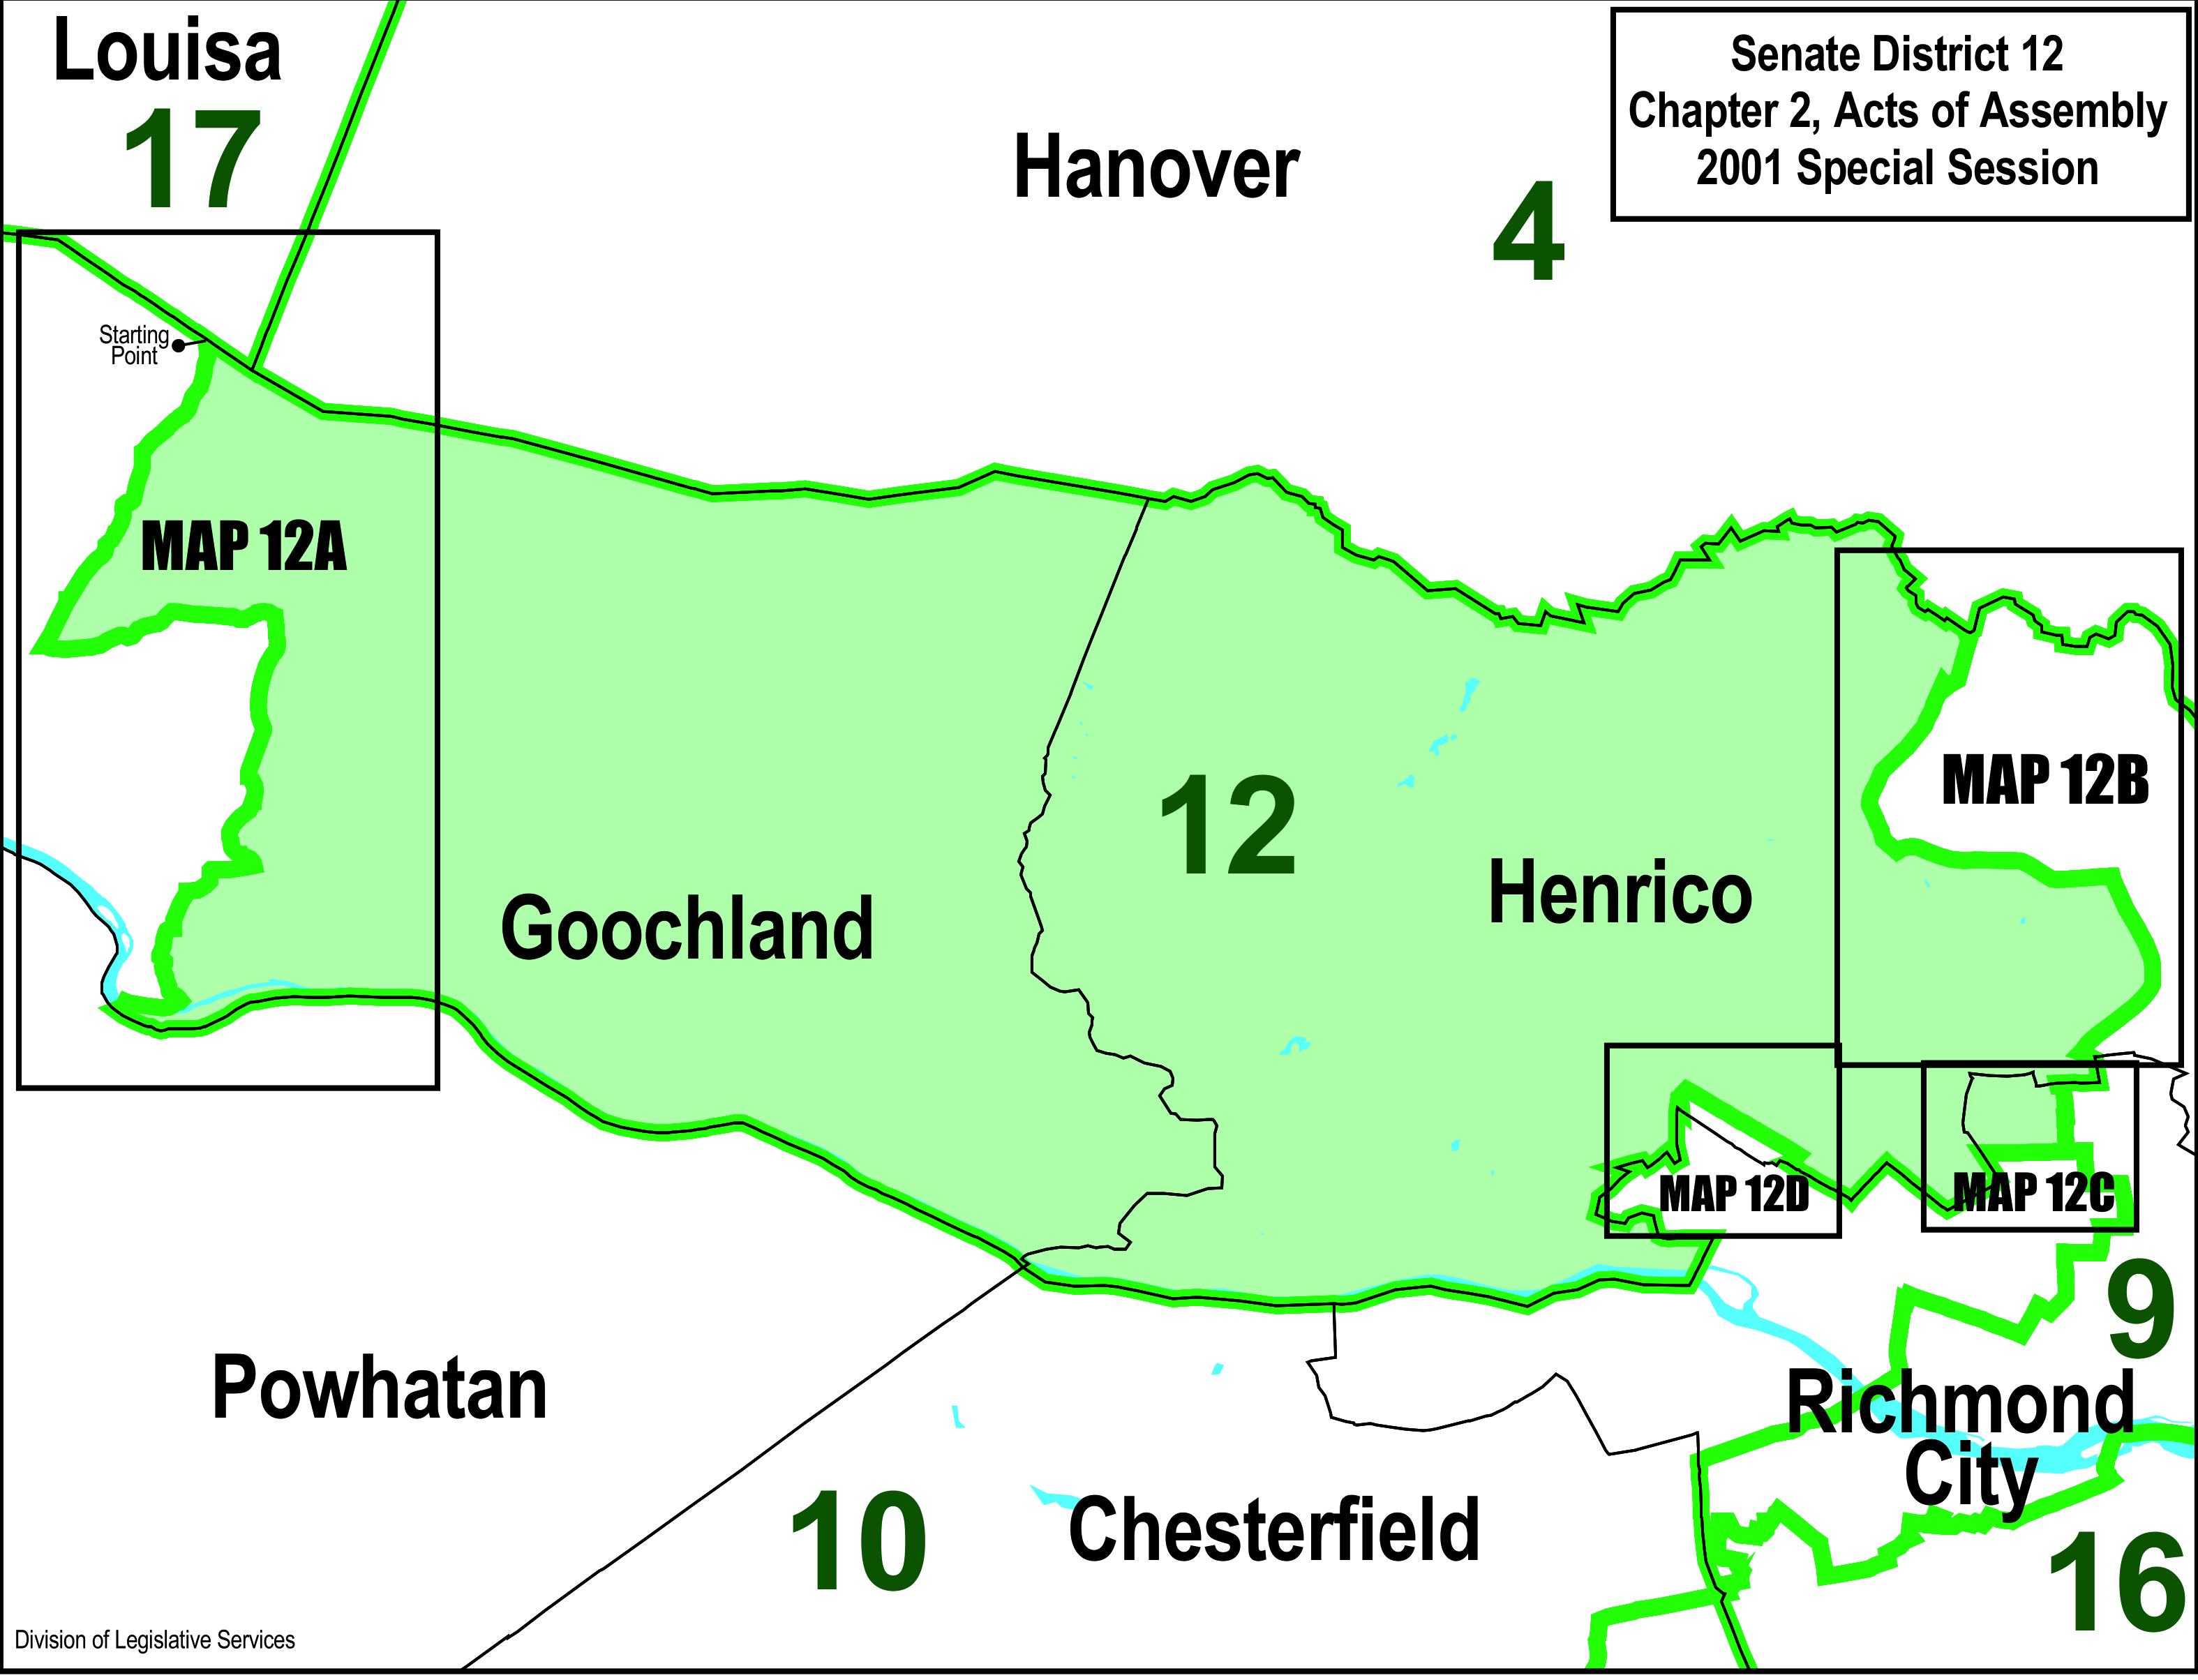 Louisa
17
Hanover
4
Senate District 12
Chapter 2, Acts of Assembly
2001 Special Session
Starting
Point
MAP 12A
MAP 12B
12
Henrico
Goochland
MAP 12D
MAP 12C
9
Powhatan
Richmond
City
10
Chesterfield
16
Division of Legislative Services